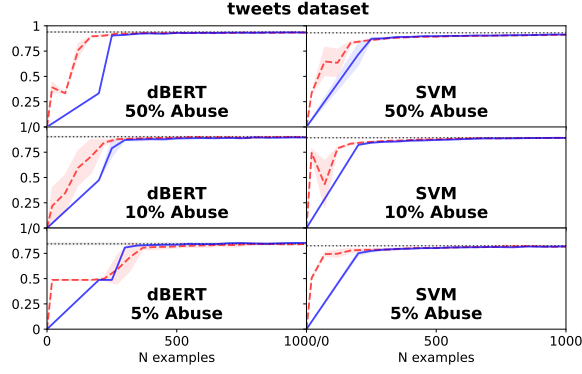 tweets dataset
1
0.75
0.5
0.25
dBERT
50% Abuse
SVM
50% Abuse
1/0
0.75
0.5
0.25
dBERT
10% Abuse
SVM
10% Abuse
1/0
0.75
0.5
0.25
0
dBERT
5% Abuse
SVM
5% Abuse
0 500 1000/0 500 1000
N examples N examples